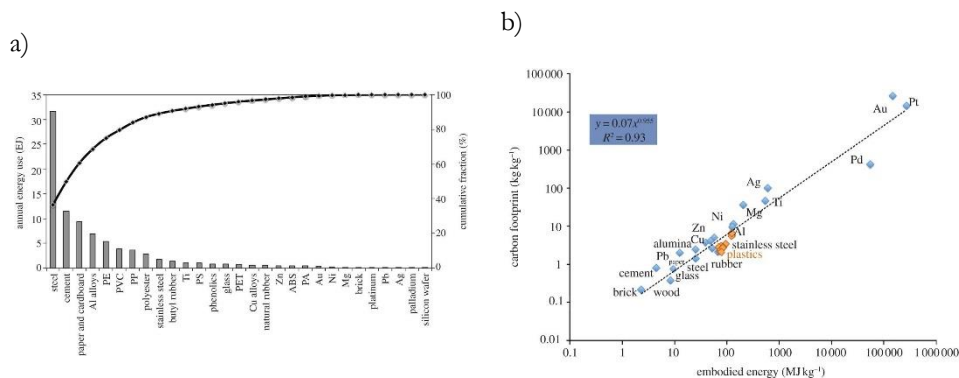 a)
35
30
25
20
15
10
5
0
annual energy use (EJ)
100
80
60
40
20
0
cumulative fraction (%)
steel
cement
paper and cardboard
Al alloys
PE
PVC
PP
polyester
stainless steel
butyl rubber
Ti
PS
phenolics
glass
PET
Cu alloys
natural rubber
Zn
ABS
PA
Au
Ni
Mg
brick
platinum
Pb
Ag
palladium
silicon wafer
b)
100 000
10 000
1000
100
10
1
0.1
0.01
carbon footprint (kg kg⁻¹)
R² = 0.93
Au
Pt
Pd
Ag
Ti
Mg
Ni
Zn
Al
Cu
stainless steel
alumina
plastics
Pb
paper
steel
rubber
cement
glass
brick
wood
0.1
1
10
100
1000
10 000
100 000
1 000 000
embodied energy (MJ kg⁻¹)